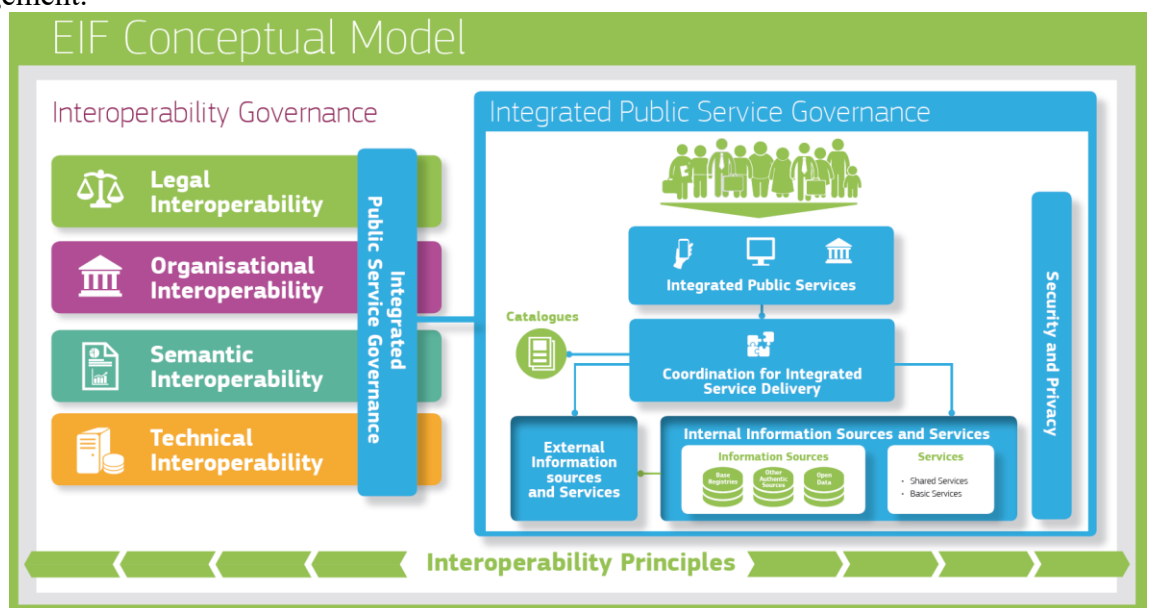 EIF Conceptual Model
Interoperability Governance
Legal
Interoperability
Organisational
Interoperability
Semantic
Interoperability
Technical
Interoperability
Integrated
Public Service Governance
Integrated Public Service Governance
Integrated Public Services
Catalogues
Coordination for Integrated
Service Delivery
External
Information
sources
and Services
Internal Information Sources and Services
Information Sources
Base
Registries
Other
Authentic
Sources
Open
Data
Services
• Shared Services
• Basic Services
Security and Privacy
Interoperability Principles